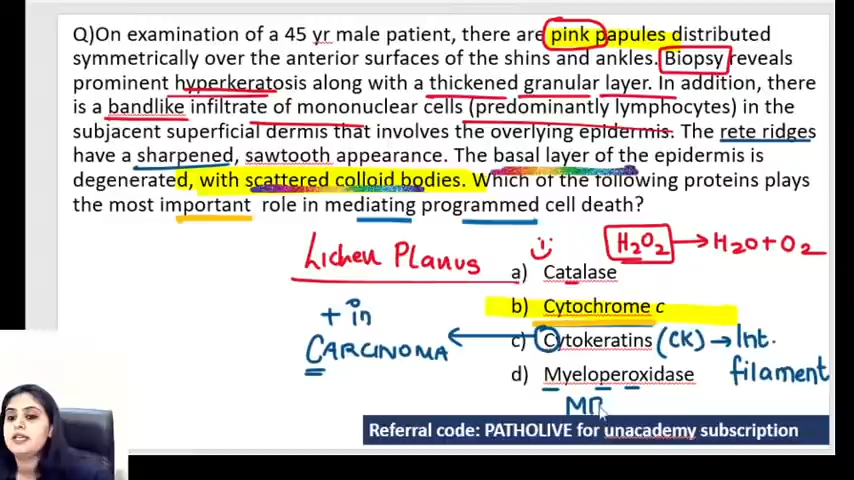 Q)On examination of a 45 yr male patient, there are pink papules distributed
symmetrically over the anterior surfaces of the shins and ankles. Biopsy reveals
prominent hyperkeratosis along with a thickened granular layer. In addition, there
is a bandlike infiltrate of mononuclear cells (predominantly lymphocytes) in the
subjacent superficial dermis that involves the overlying epidermis. The rete ridges
have a sharpened, sawtooth appearance. The basal layer of the epidermis is
degenerated, with scattered colloid bodies. Which of the following proteins plays
the most important role in mediating programmed cell death?
H2O2 → H2O + O2
Lichen Planus
a) Catalase
b) Cytochrome c
+ in
CARCINOMA
c) Cytokeratins (CK) → Int.
filament
d) Myeloperoxidase
MP
Referral code: PATHOLIVE for unacademy subscription